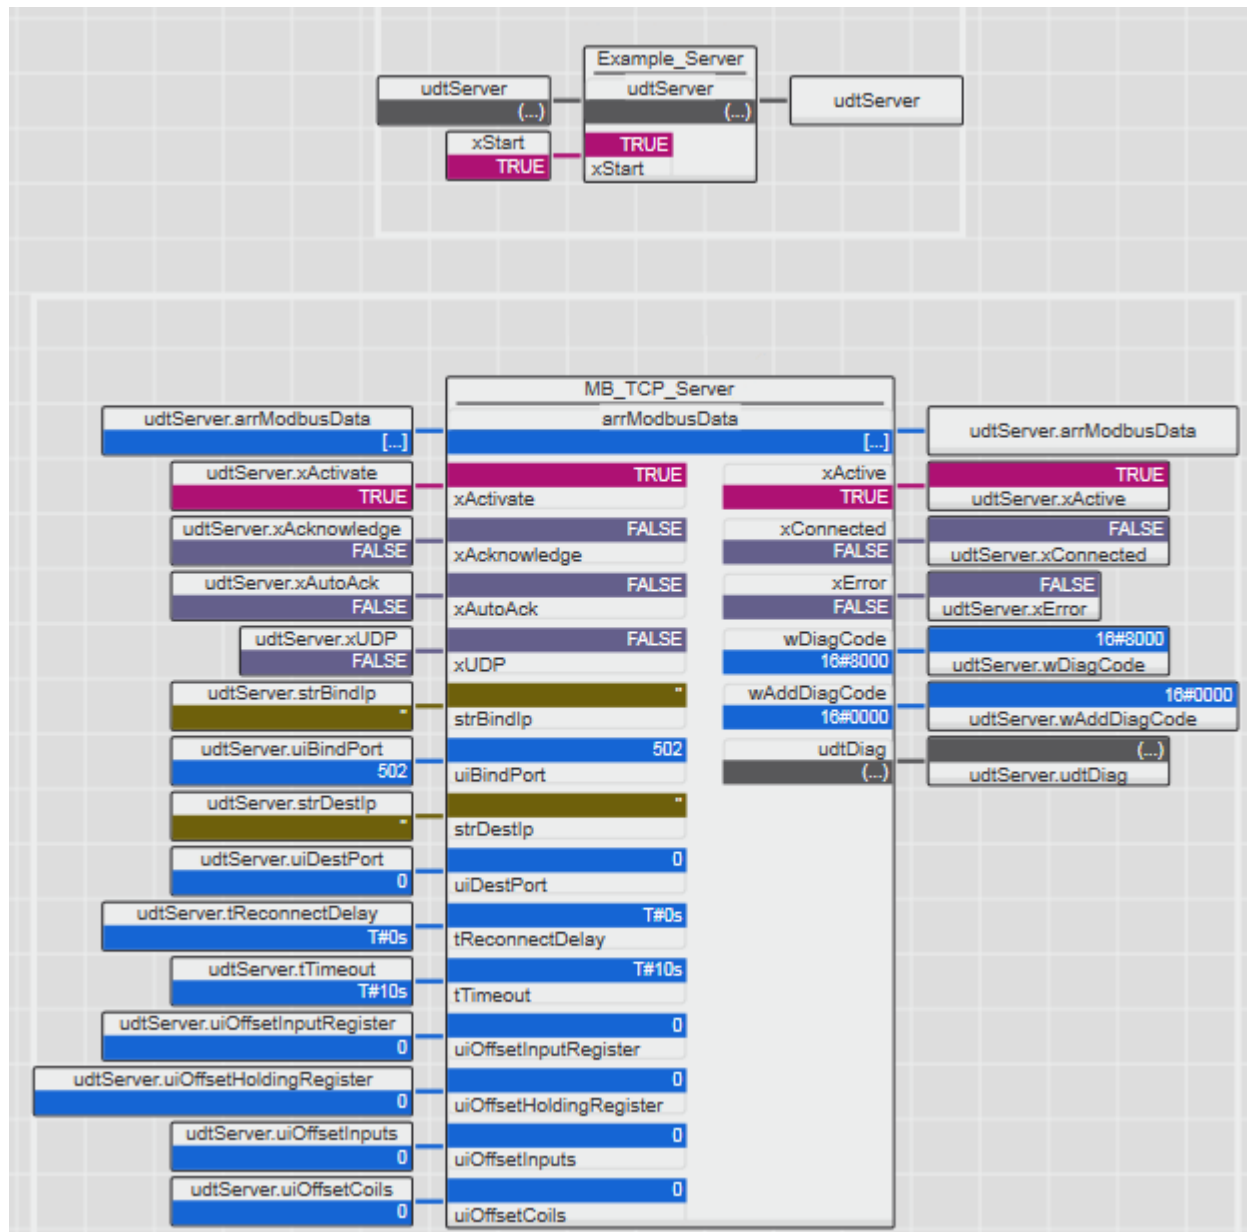 Example_Server
udtServer udtServer udtServer
(...) (...)
xStart TRUE
TRUE xStart
MB_TCP_Server
udtServer.arrModbusData arrModbusData udtServer.arrModbusData
[...] [...]
udtServer.xActivate TRUE xActive TRUE
TRUE xActivate TRUE udtServer.xActive
udtServer.xAcknowledge FALSE xConnected FALSE
FALSE xAcknowledge FALSE udtServer.xConnected
udtServer.xAutoAck FALSE xError FALSE
FALSE xAutoAck FALSE udtServer.xError
udtServer.xUDP FALSE wDiagCode 16#8000
FALSE xUDP 16#8000 udtServer.wDiagCode
udtServer.strBindIp '' wAddDiagCode 16#0000
'' strBindIp 16#0000 udtServer.wAddDiagCode
udtServer.uiBindPort 502 udtDiag (...)
502 uiBindPort (...) udtServer.udtDiag
udtServer.strDestIp ''
'' strDestIp
udtServer.uiDestPort 0
0 uiDestPort
udtServer.tReconnectDelay T#0s
T#0s tReconnectDelay
udtServer.tTimeout T#10s
T#10s tTimeout
udtServer.uiOffsetInputRegister 0
0 uiOffsetInputRegister
udtServer.uiOffsetHoldingRegister 0
0 uiOffsetHoldingRegister
udtServer.uiOffsetInputs 0
0 uiOffsetInputs
udtServer.uiOffsetCoils 0
0 uiOffsetCoils